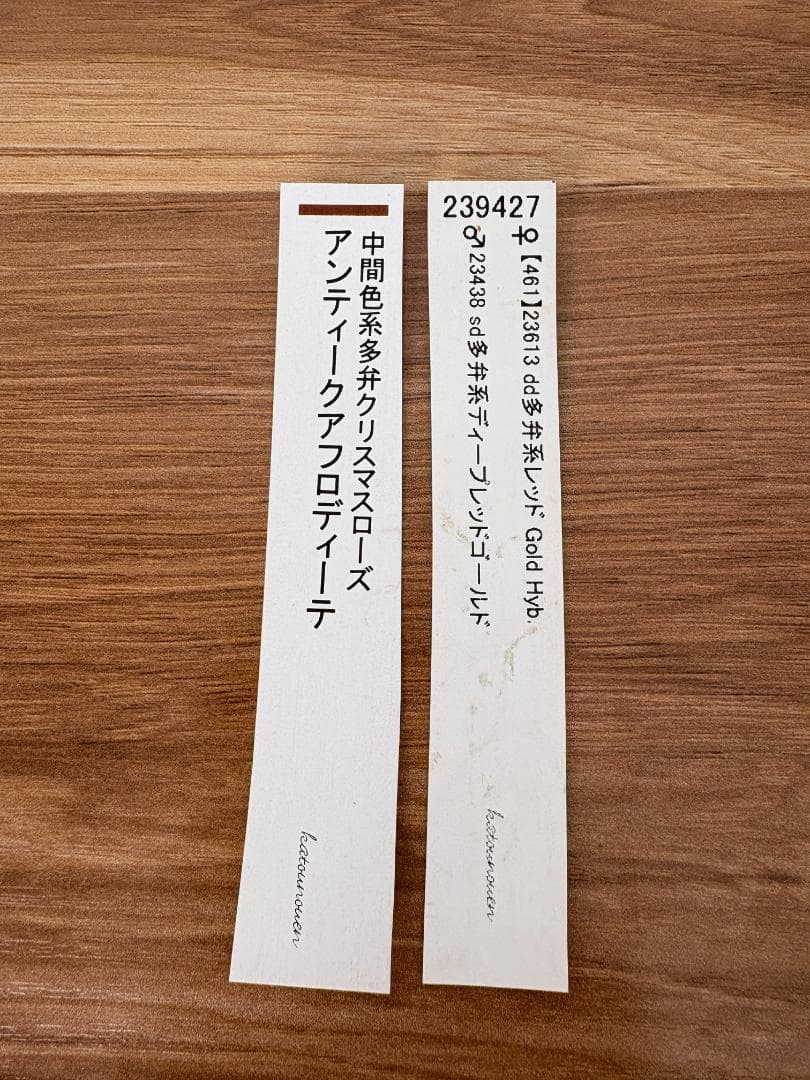 中間色系多弁クリスマスローズ
アンティークアフロディーテ
katounouen
239427
♀【461】23613 dd多弁系レッド Gold Hyb.
♂23438 sd多弁系ディープレッドゴールド
katounouen